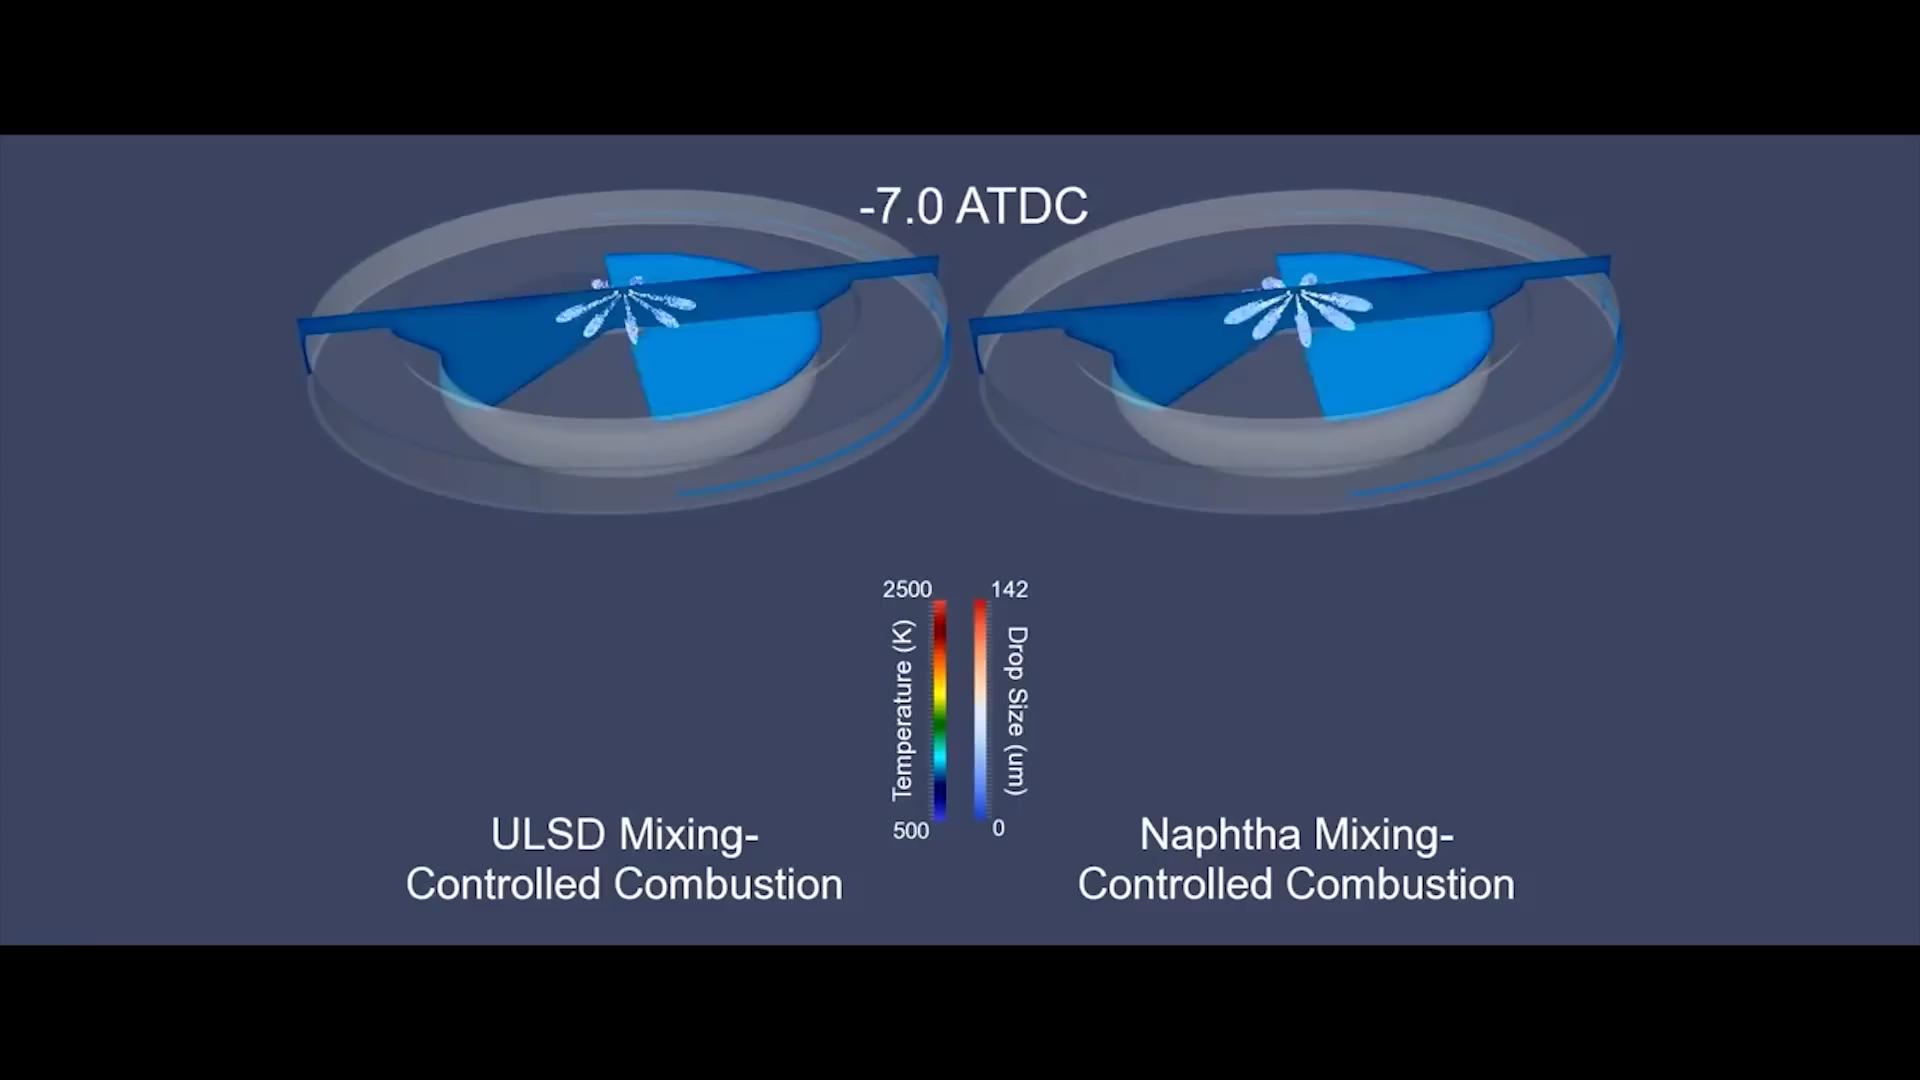 -7.0 ATDC
2500
142
Temperature (K)
Drop Size (um)
500
0
ULSD Mixing-
Controlled Combustion
Naphtha Mixing-
Controlled Combustion